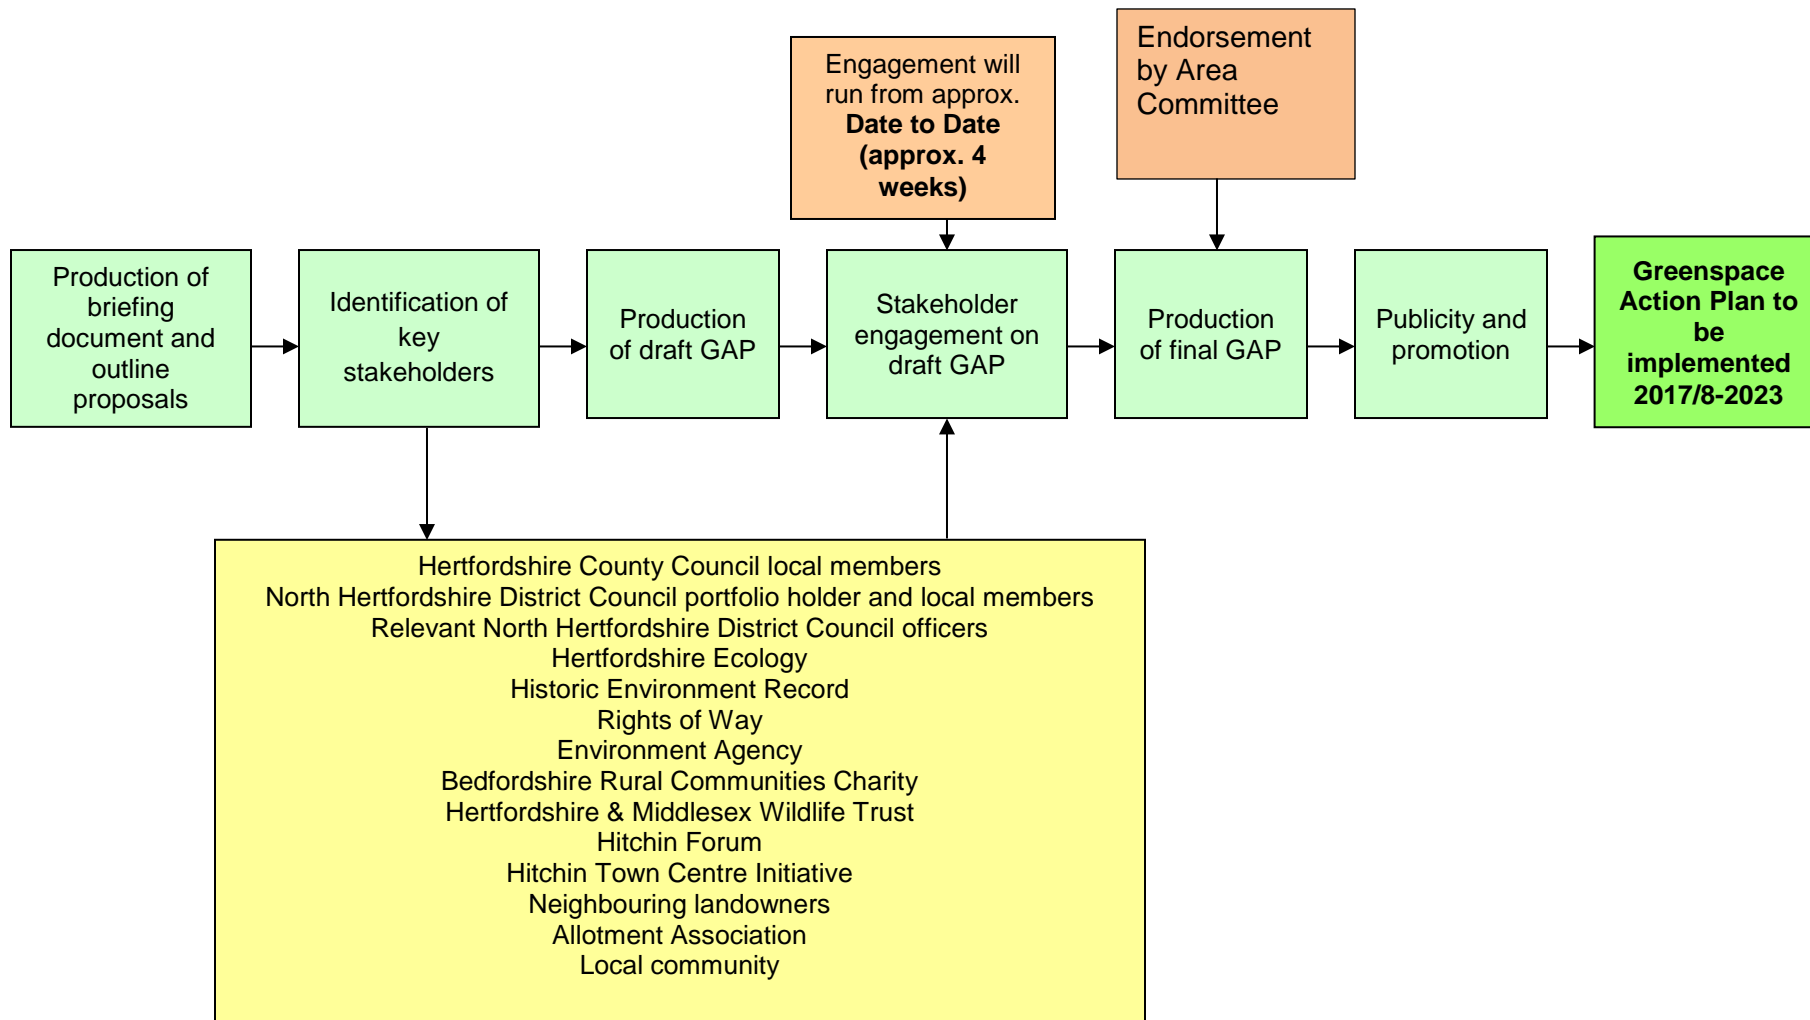 Engagement will
run from approx.
Date to Date
(approx. 4
weeks)
Endorsement
by Area
Committee
Production of
briefing
document and
outline
proposals
Identification of
key
stakeholders
Production
of draft GAP
Stakeholder
engagement on
draft GAP
Production
of final GAP
Publicity and
promotion
Greenspace
Action Plan to
be
implemented
2017/8-2023
Hertfordshire County Council local members
North Hertfordshire District Council portfolio holder and local members
Relevant North Hertfordshire District Council officers
Hertfordshire Ecology
Historic Environment Record
Rights of Way
Environment Agency
Bedfordshire Rural Communities Charity
Hertfordshire & Middlesex Wildlife Trust
Hitchin Forum
Hitchin Town Centre Initiative
Neighbouring landowners
Allotment Association
Local community